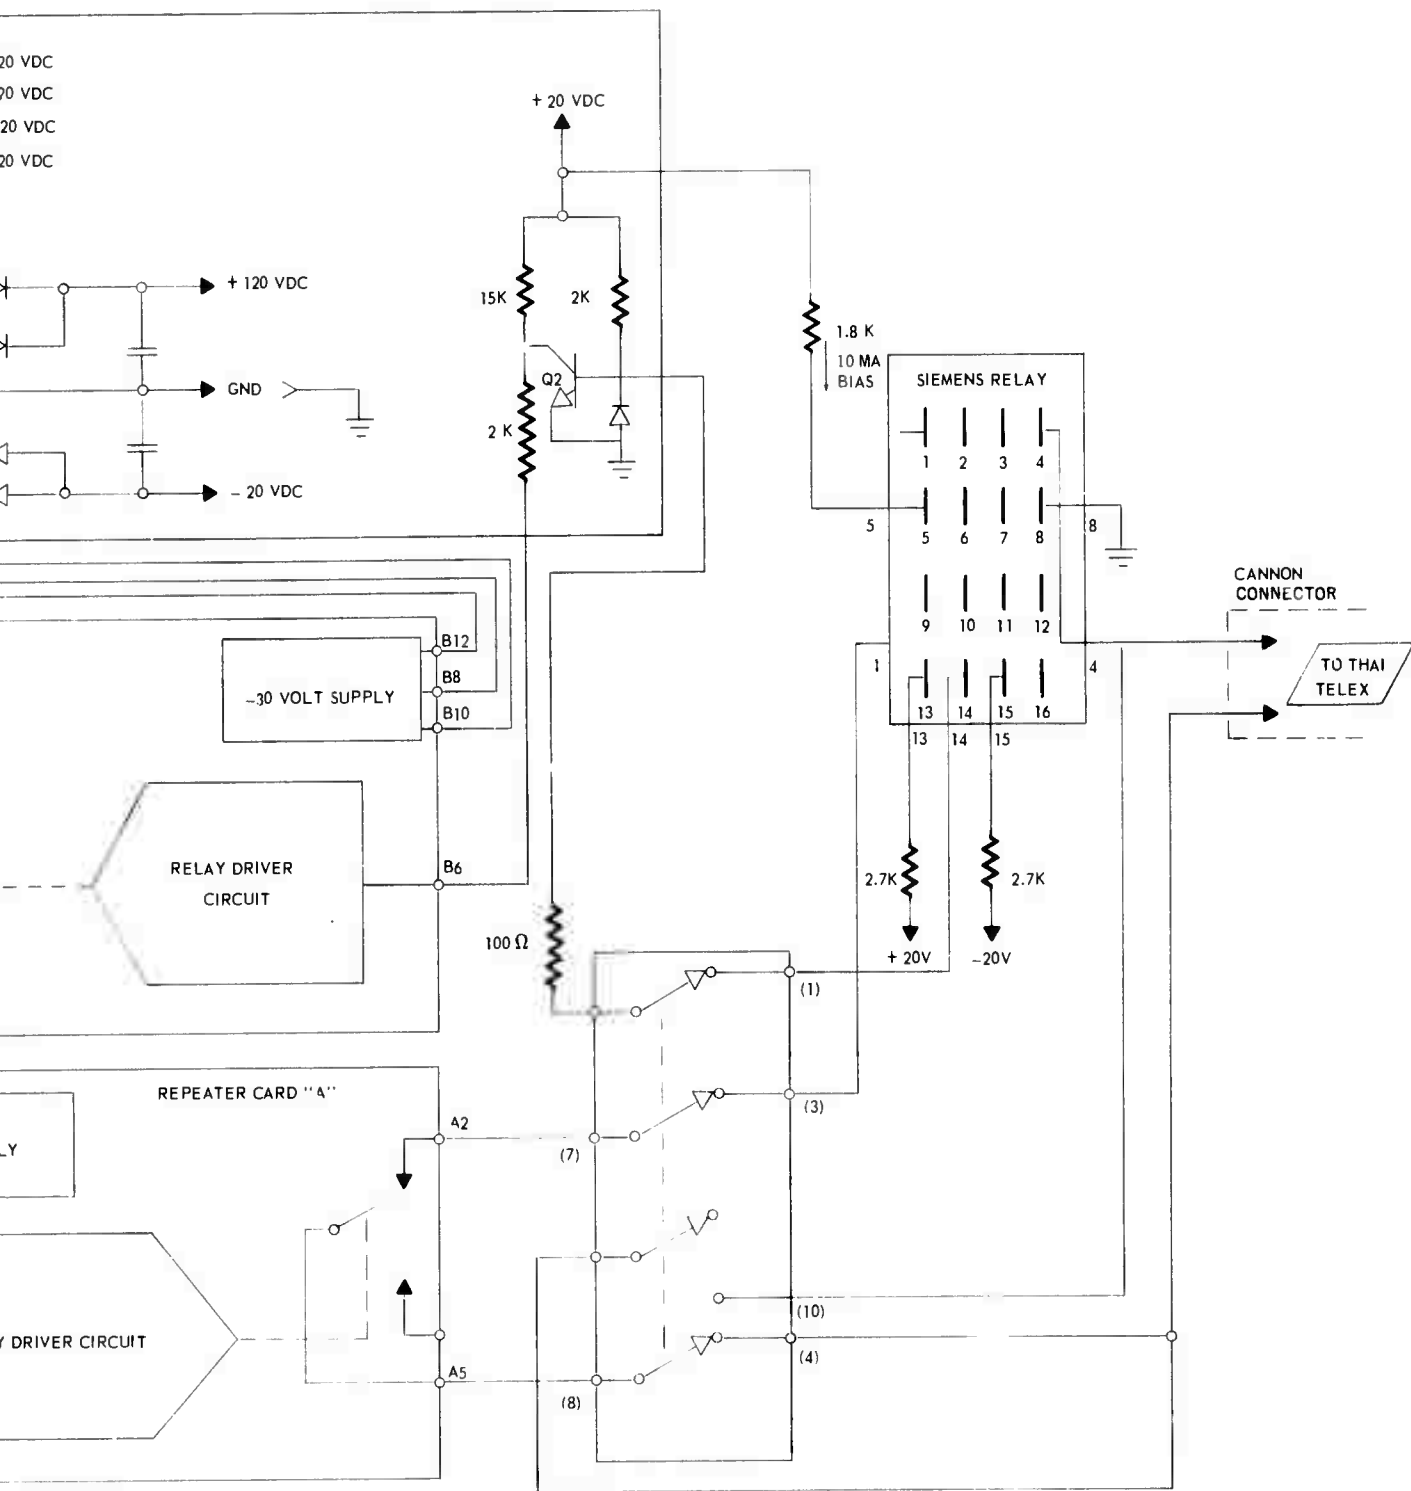 20 VDC
20 VDC
20 VDC
+ 20 VDC
+ 120 VDC
15K
2K
1.8 K
10 MA
BIAS
SIEMENS RELAY
GND
Q2
2 K
- 20 VDC
1 2 3 4
5
5 6 7 8
8
9 10 11 12
1
4
13 14 15 16
13 14 15
CANNON
CONNECTOR
TO THAI
TELEX
B12
B8
B10
-30 VOLT SUPPLY
RELAY DRIVER
CIRCUIT
B6
2.7K
2.7K
+ 20V
-20V
100 Ω
(1)
REPEATER CARD "A"
(3)
A2
(7)
LY
(10)
Y DRIVER CIRCUIT
(4)
A5
(8)